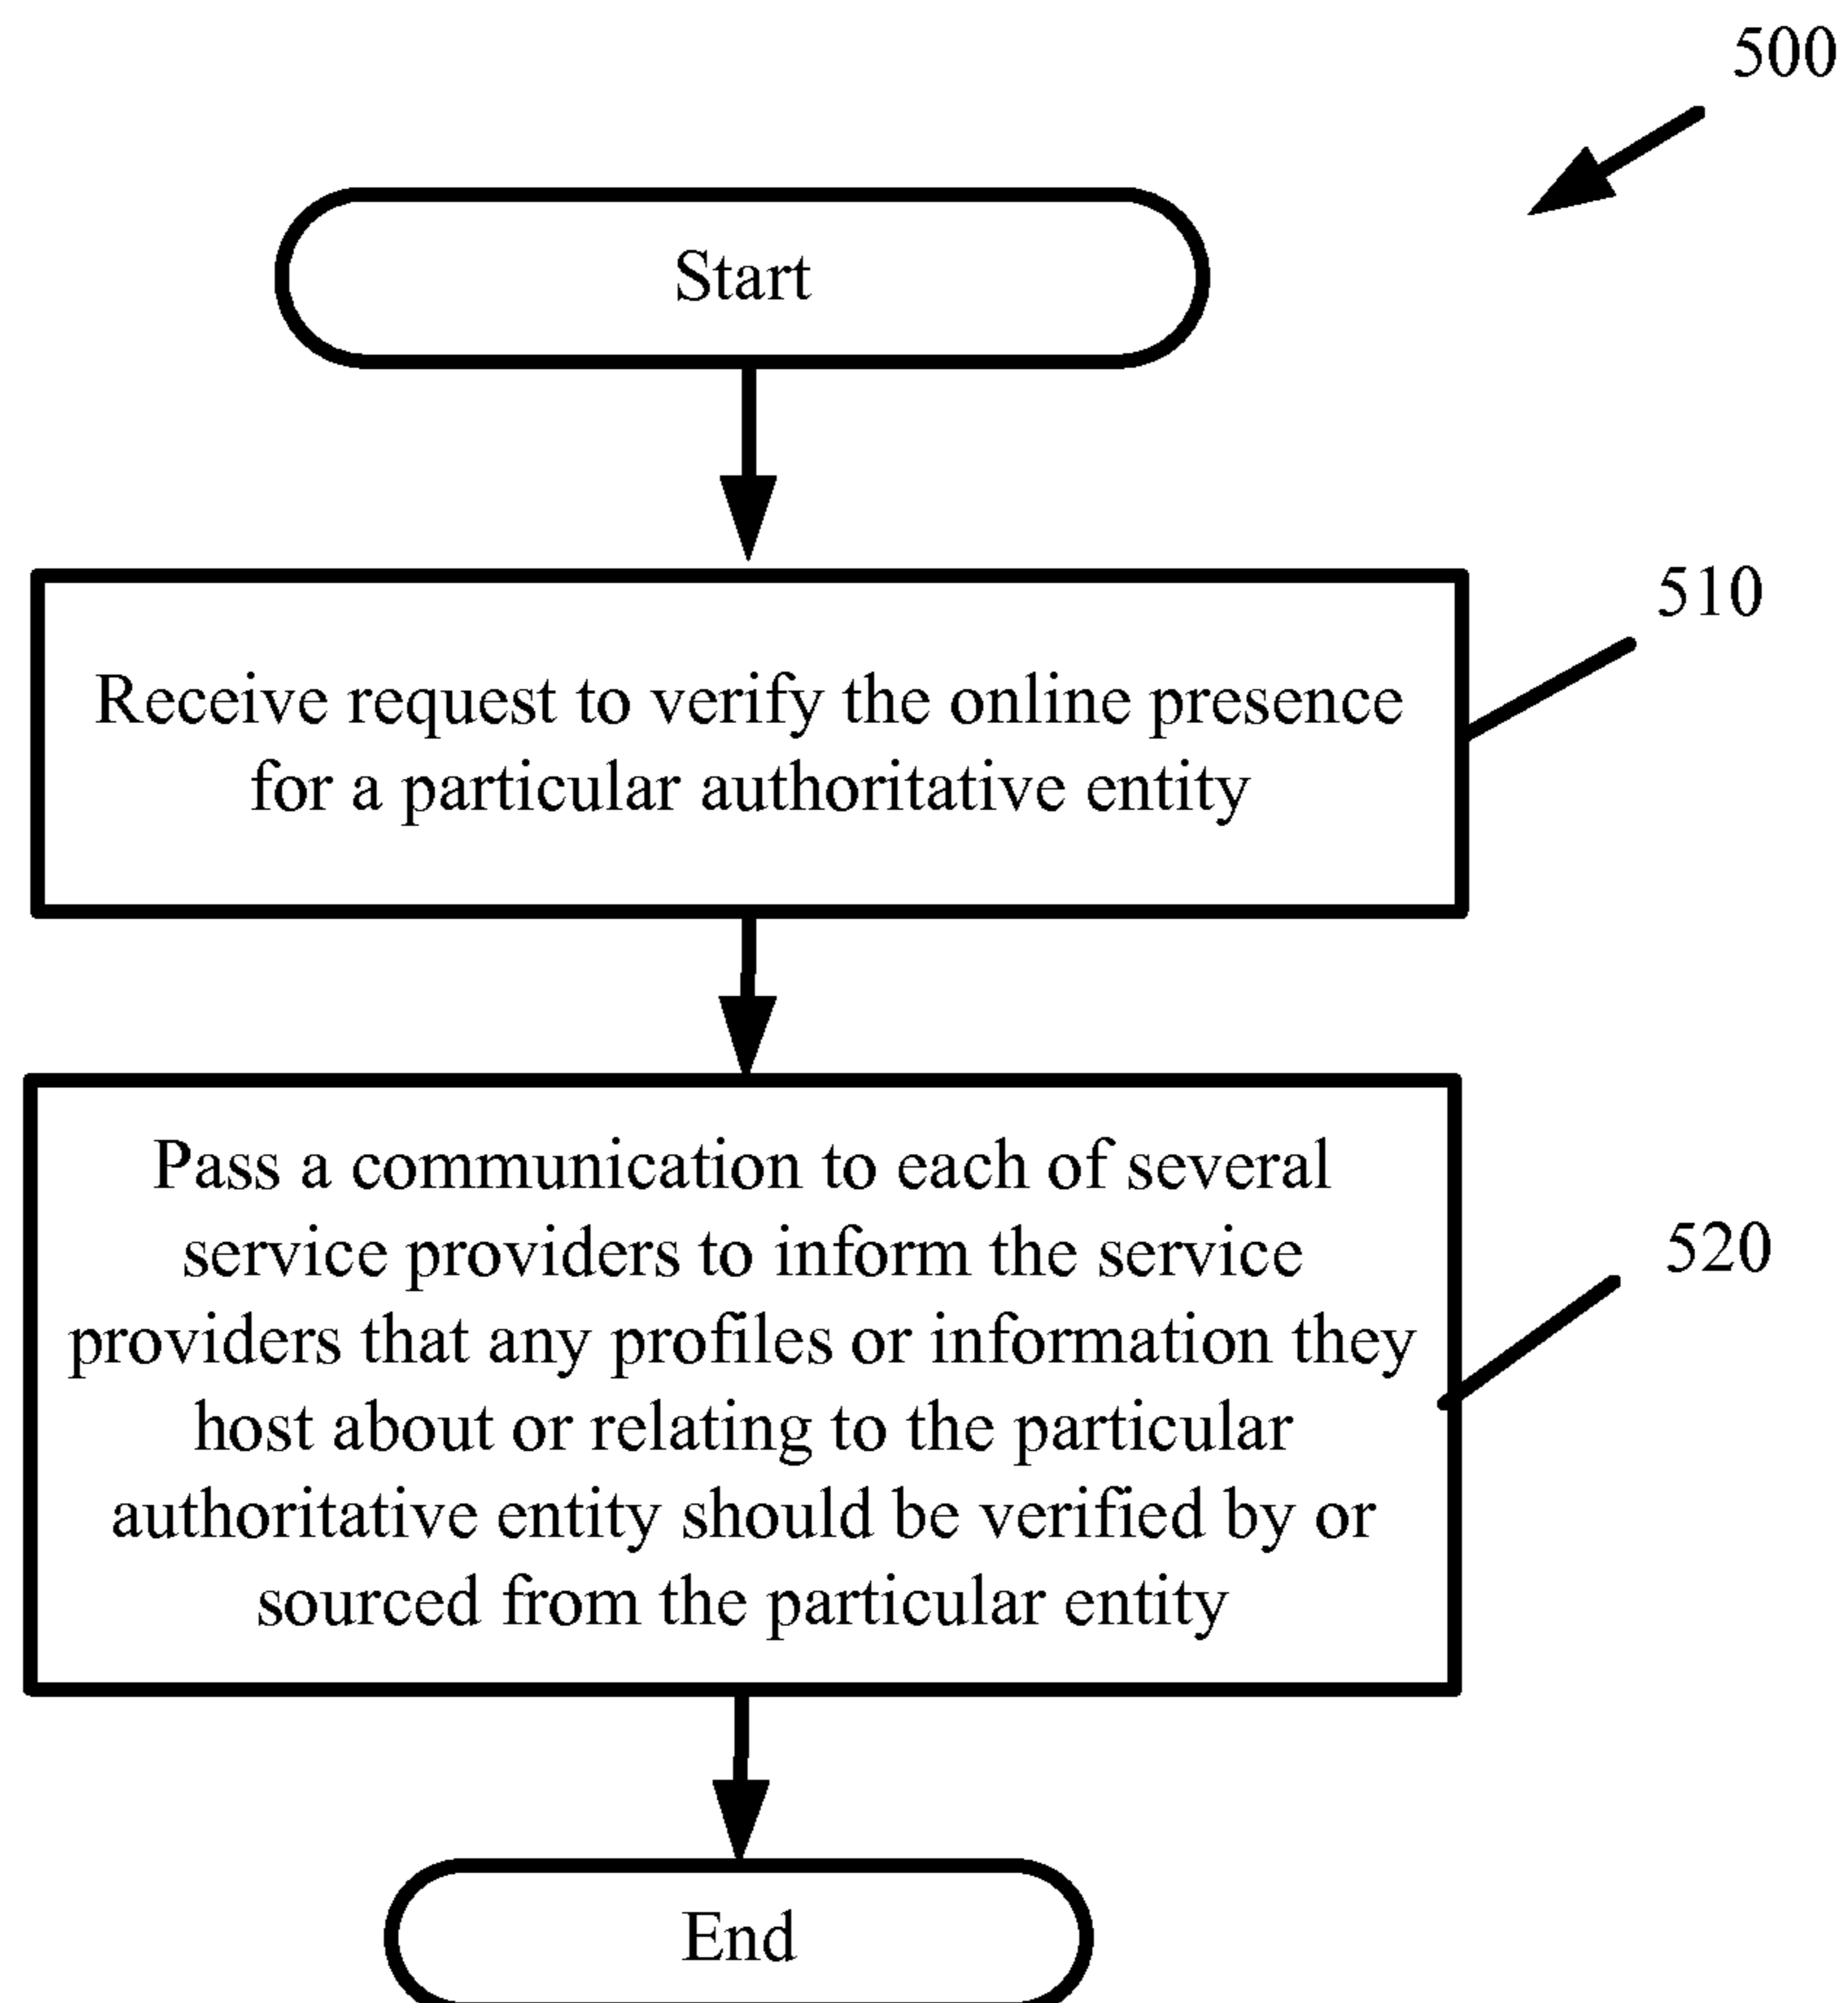 500
Start
510
Receive request to verify the online presence
for a particular authoritative entity
Pass a communication to each of several
service providers to inform the service
providers that any profiles or information they
host about or relating to the particular
authoritative entity should be verified by or
sourced from the particular entity
520
End